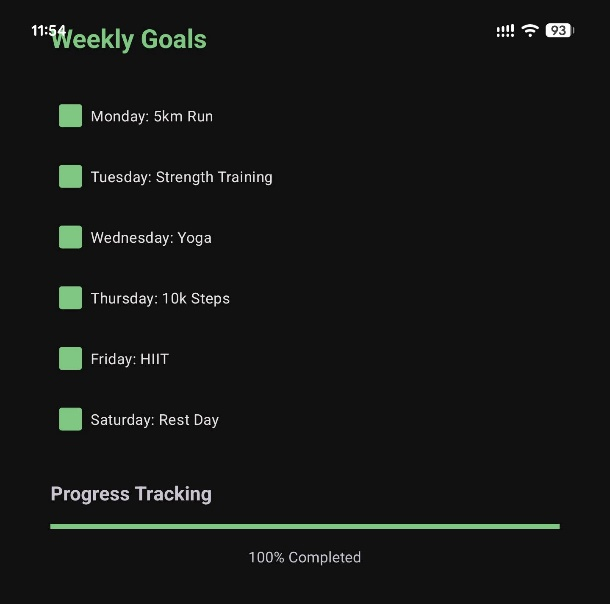 11:54
93
Weekly Goals
Monday: 5km Run
Tuesday: Strength Training
Wednesday: Yoga
Thursday: 10k Steps
Friday: HIIT
Saturday: Rest Day
Progress Tracking
100% Completed